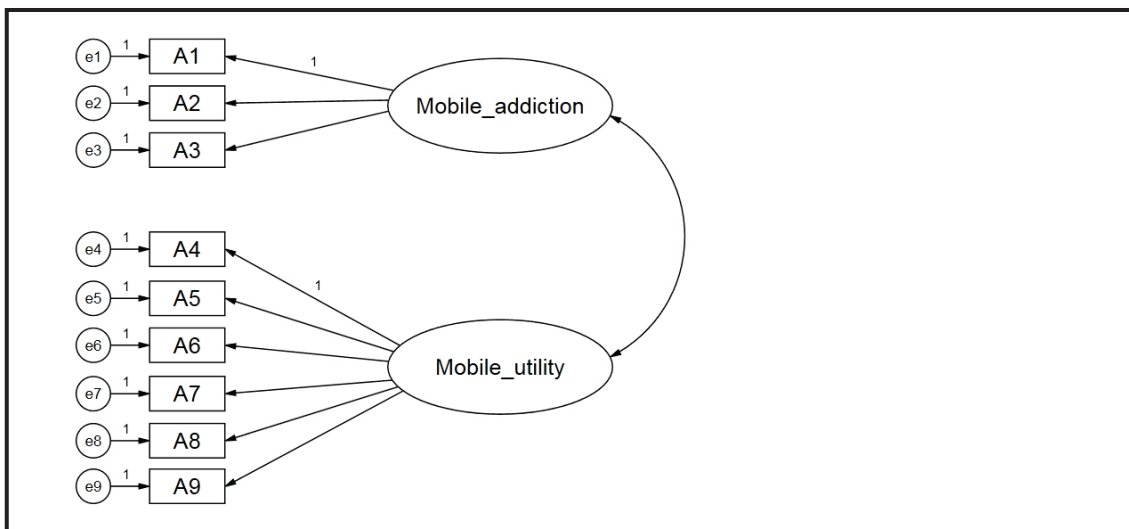 e1 1 A1
1
e2 1 A2
Mobile_addiction
e3 1 A3
e4 1 A4
1
e5 1 A5
e6 1 A6
Mobile_utility
e7 1 A7
e8 1 A8
e9 1 A9